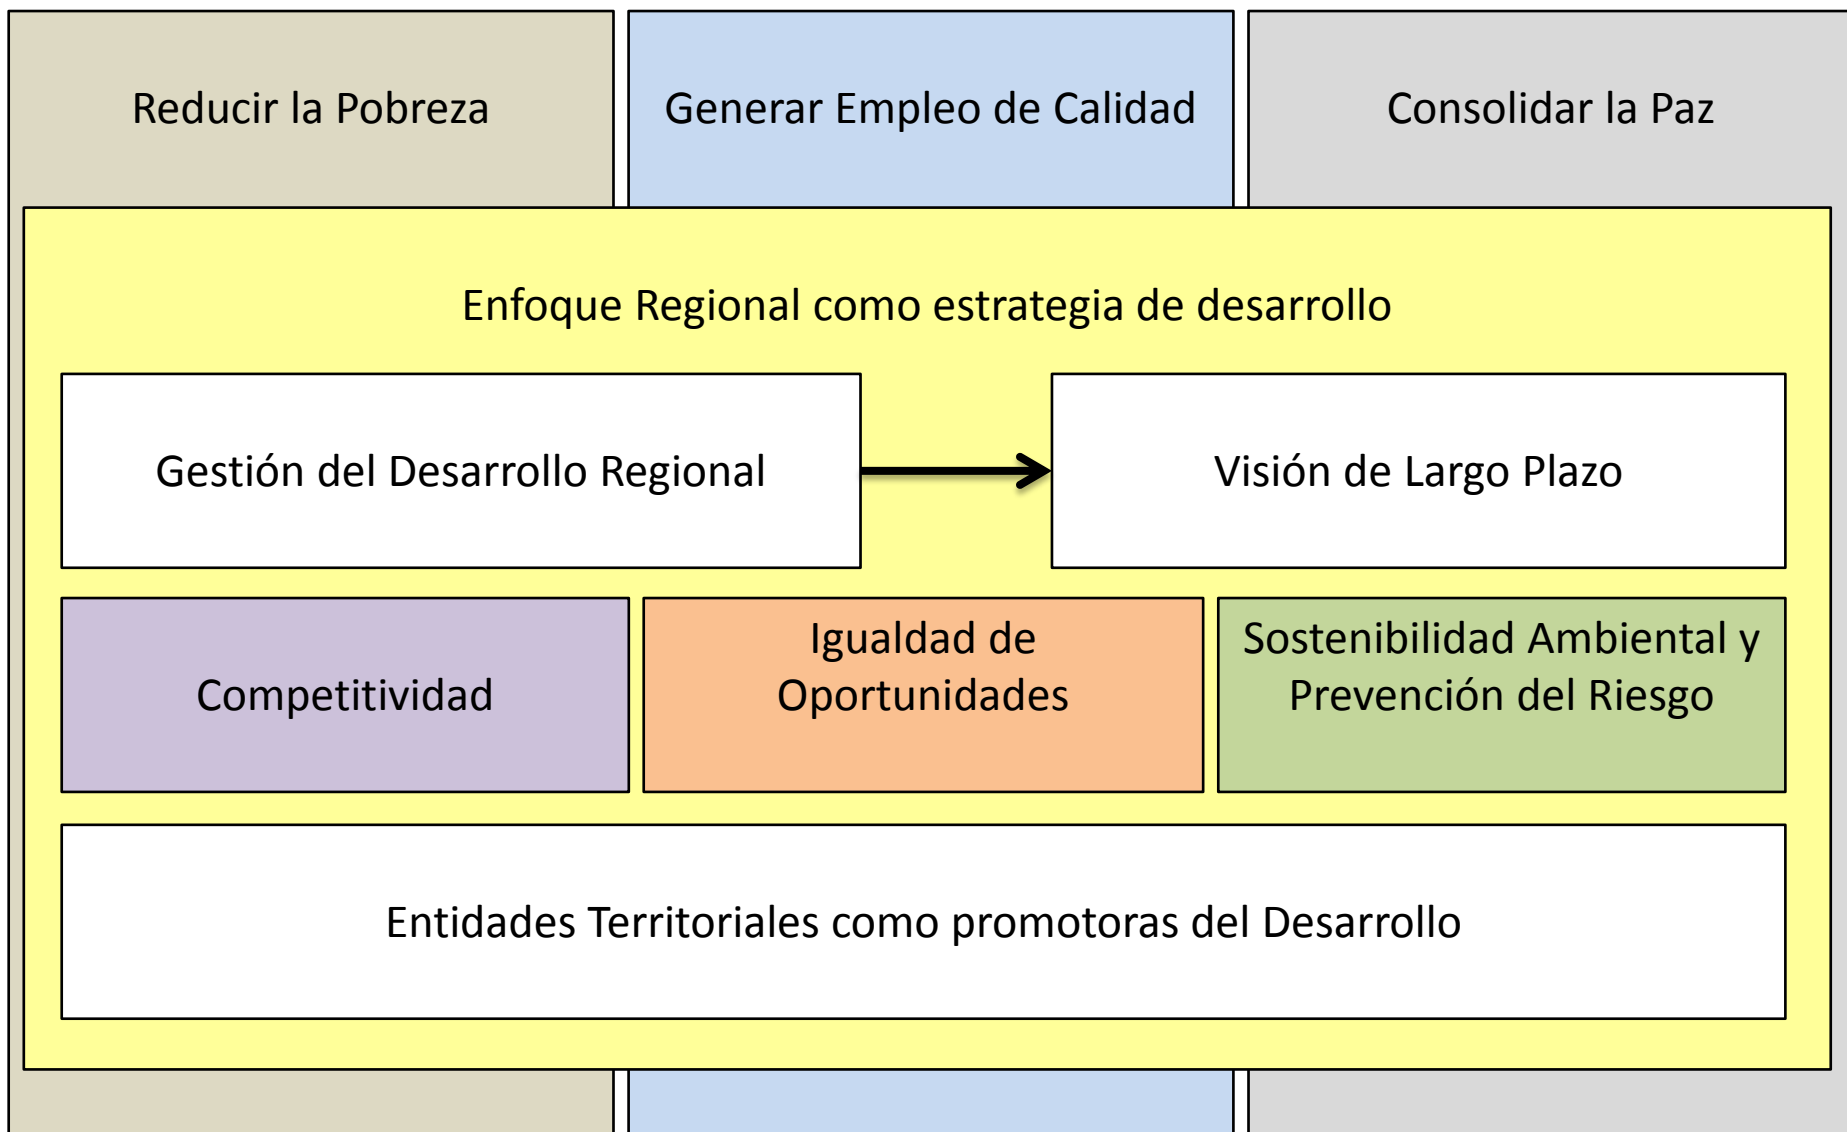 Reducir la Pobreza
Generar Empleo de Calidad
Consolidar la Paz
Enfoque Regional como estrategia de desarrollo
Gestión del Desarrollo Regional
Visión de Largo Plazo
Competitividad
Igualdad de
Oportunidades
Sostenibilidad Ambiental y
Prevención del Riesgo
Entidades Territoriales como promotoras del Desarrollo